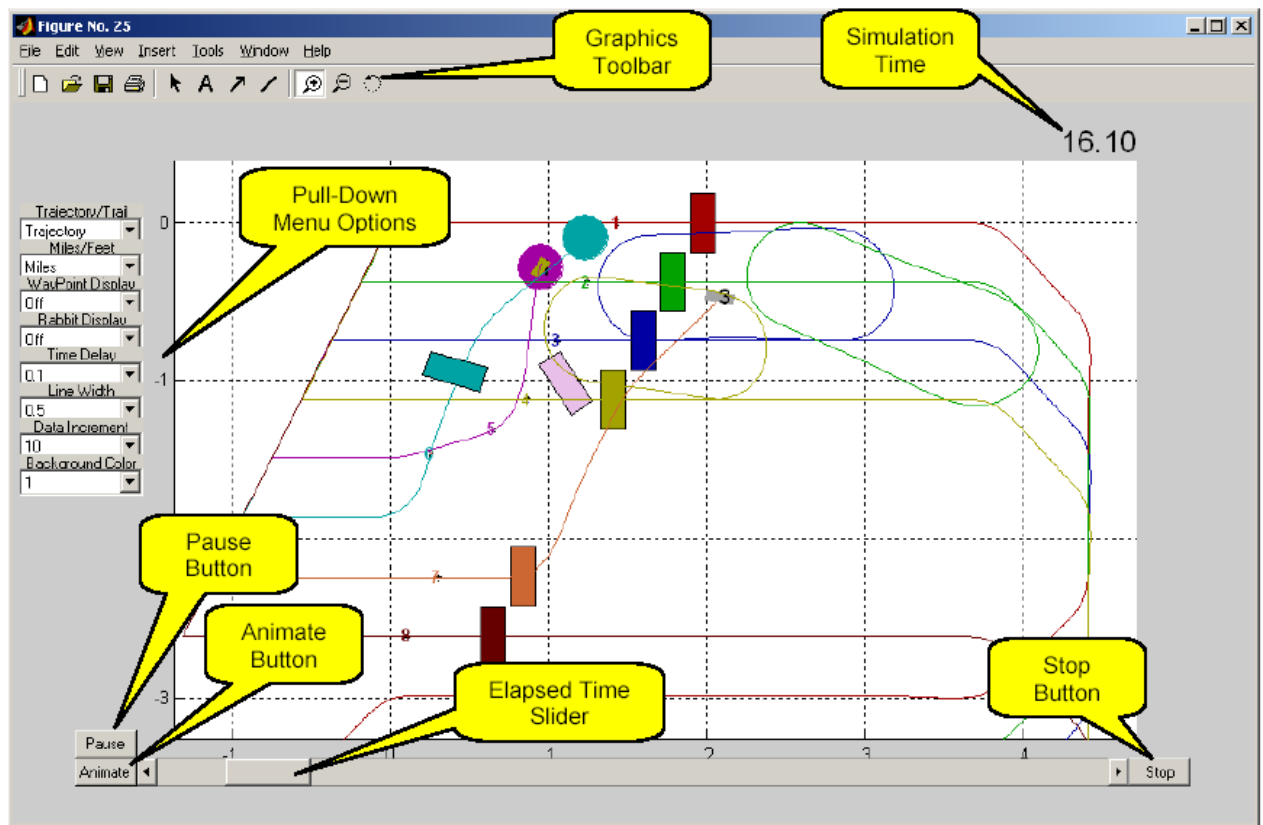 Figure No. 25
File Edit View Insert Tools Window Help
Graphics
Toolbar
Simulation
Time
16.10
Pull-Down
Menu Options
Trajectory/Trail
Trajectory
Miles/Feet
Miles
WayPoint Display
Off
Rabbit Display
Off
Time Delay
0.1
Line Width
0.5
Data Increment
10
Background Color
1
0
-1
-3
1
2
3
3
4
5
6
7
8
Pause
Button
Animate
Button
Elapsed Time
Slider
Stop
Button
-1
1
2
3
4
Pause
Animate
Stop